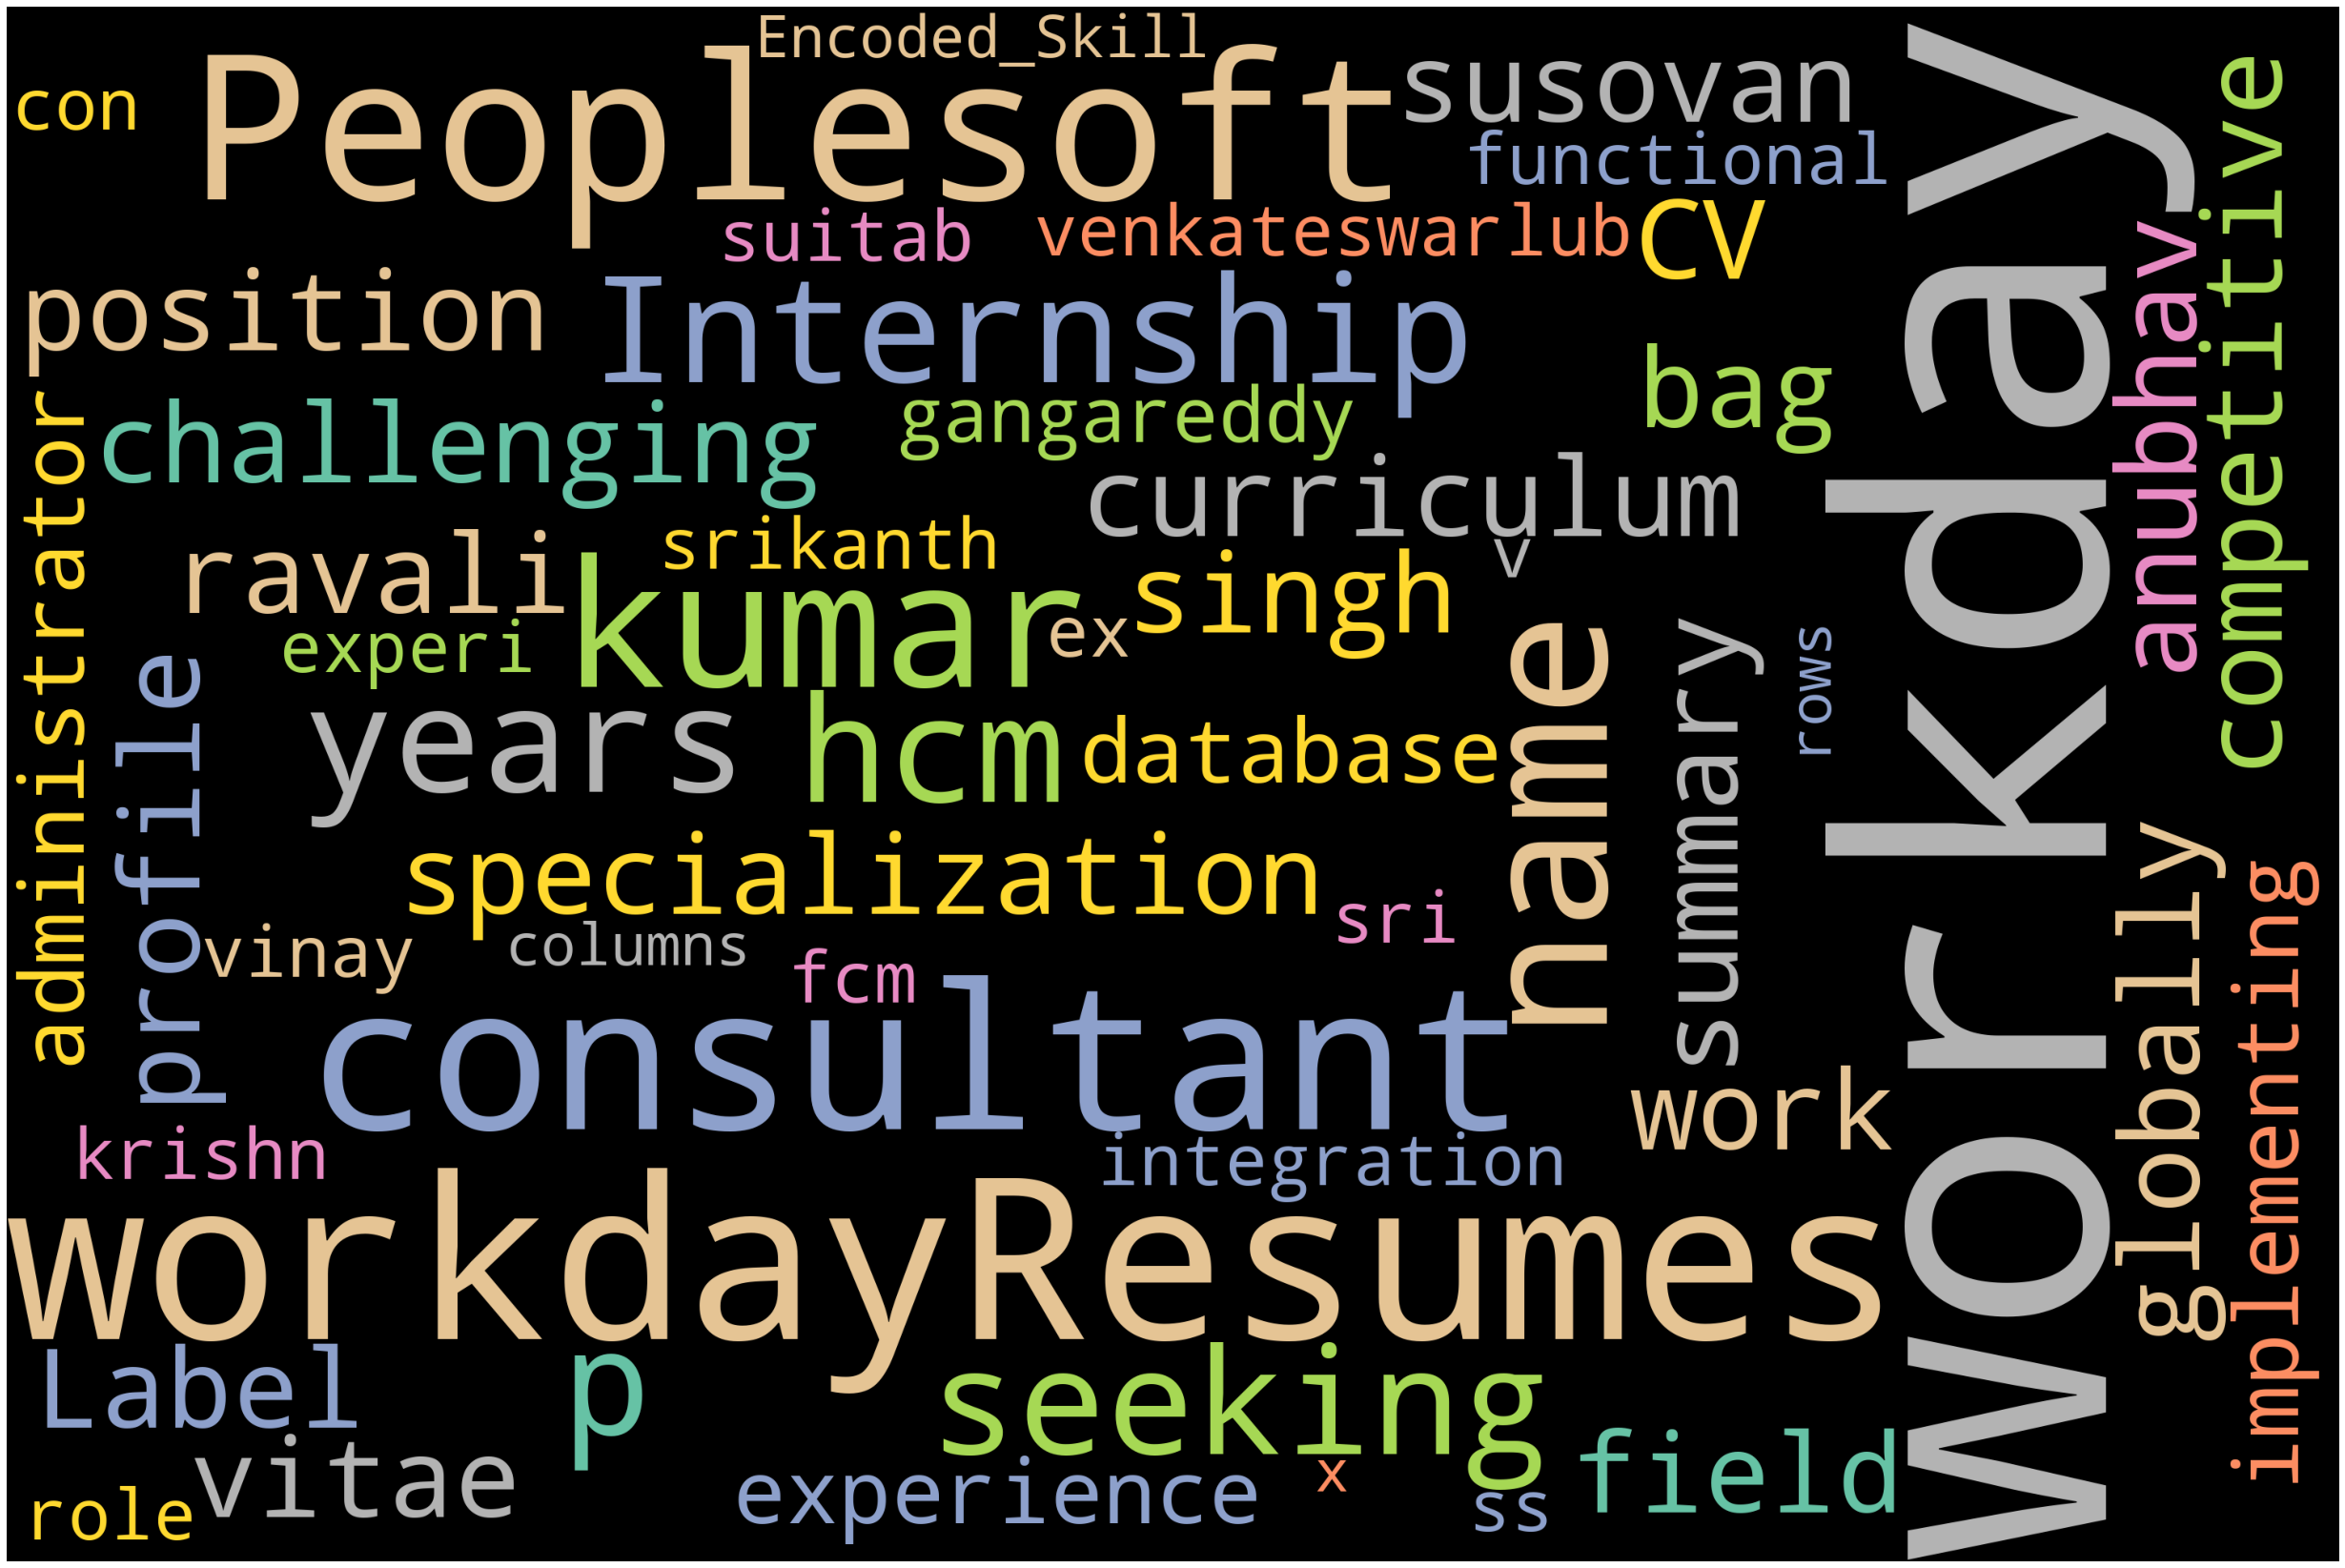 Encoded_Skill
con
Peoplesoft
susovan
functional
suitab
venkateswarlub
CV
position
Internship
challenging
gangareddy
bag
curriculum
ravali
srikanth
kumar
ex
singh
v
experi
administrator
profile
years
hcm
database
name
summary
rows
workday
anubhav
competitive
specialization
sri
vinay
columns
fcm
consultant
work
globally
implementing
krishn
integration
workdayResumes
Label
p
seeking
field
vitae
experience
x
ss
role